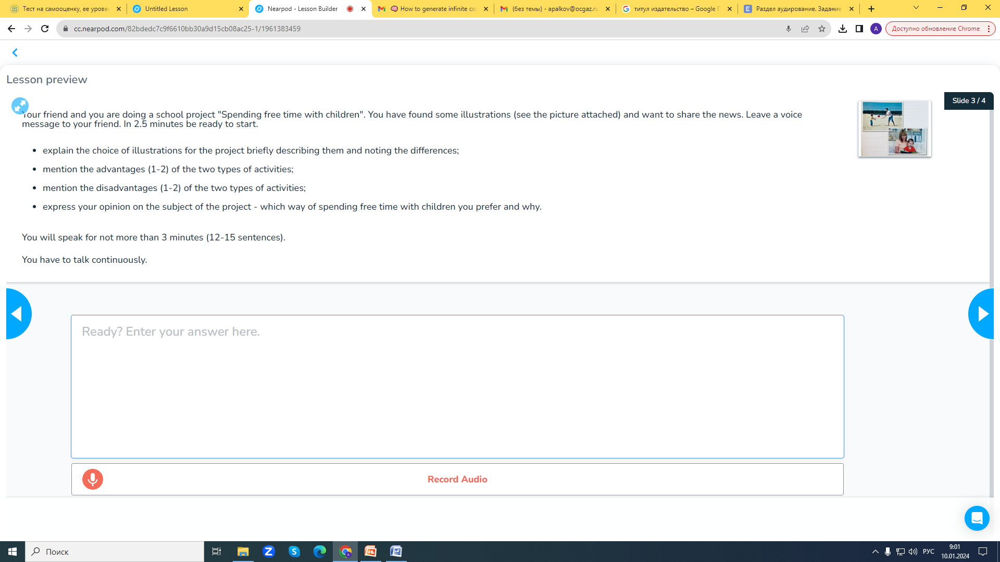 Тест на самооценку, ее уровe
Untitled Lesson
Nearpod - Lesson Builder
How to generate infinite co
(без темы) - apalkov@ocgaz.ru
титул издательство – Google П
Раздел аудирование. Задание
cc.nearpod.com/82bdedc7c9f6610bb30a9d15cb08ac25-1/1961383459
A
Доступно обновление Chrome
Lesson preview
Slide 3 / 4
Your friend and you are doing a school project "Spending free time with children". You have found some illustrations (see the picture attached) and want to share the news. Leave a voice
message to your friend. In 2.5 minutes be ready to start.
explain the choice of illustrations for the project briefly describing them and noting the differences;
mention the advantages (1-2) of the two types of activities;
mention the disadvantages (1-2) of the two types of activities;
express your opinion on the subject of the project - which way of spending free time with children you prefer and why.
You will speak for not more than 3 minutes (12-15 sentences).
You have to talk continuously.
Ready? Enter your answer here.
Record Audio
Поиск
РУС
9:01
10.01.2024